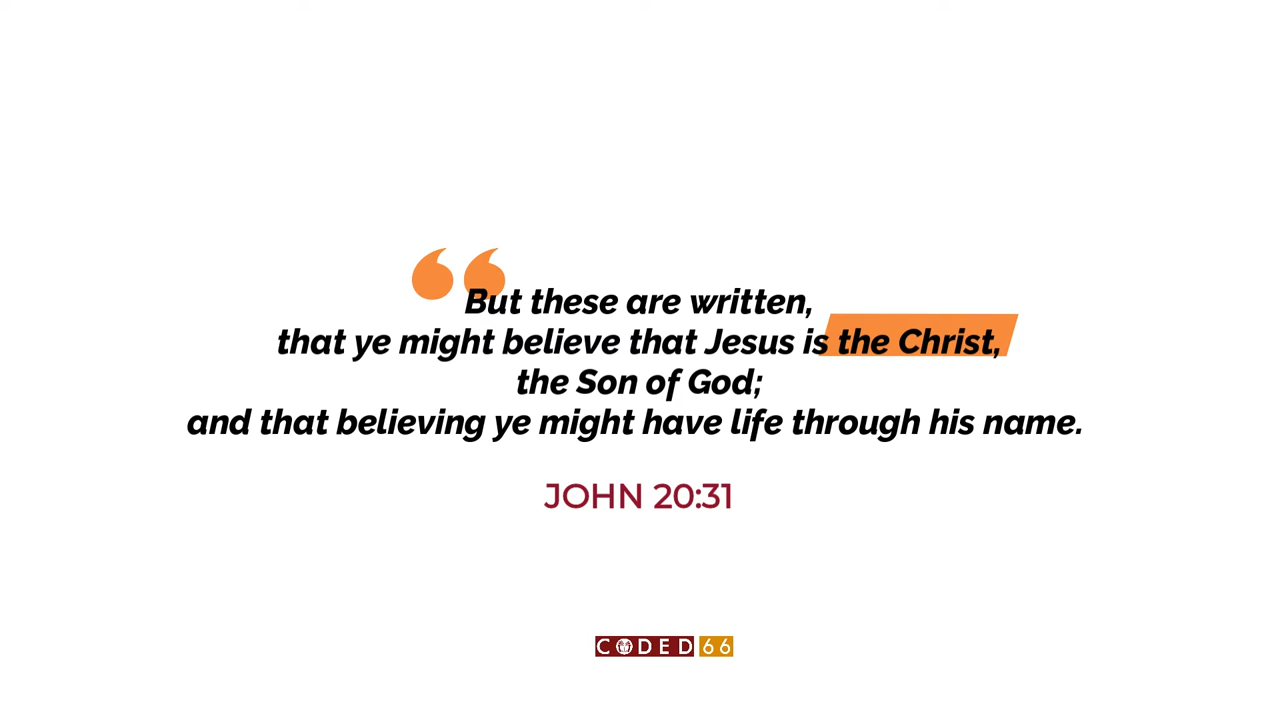 But these are written,
that ye might believe that Jesus is the Christ,
the Son of God;
and that believing ye might have life through his name.
JOHN 20:31
CODED 66